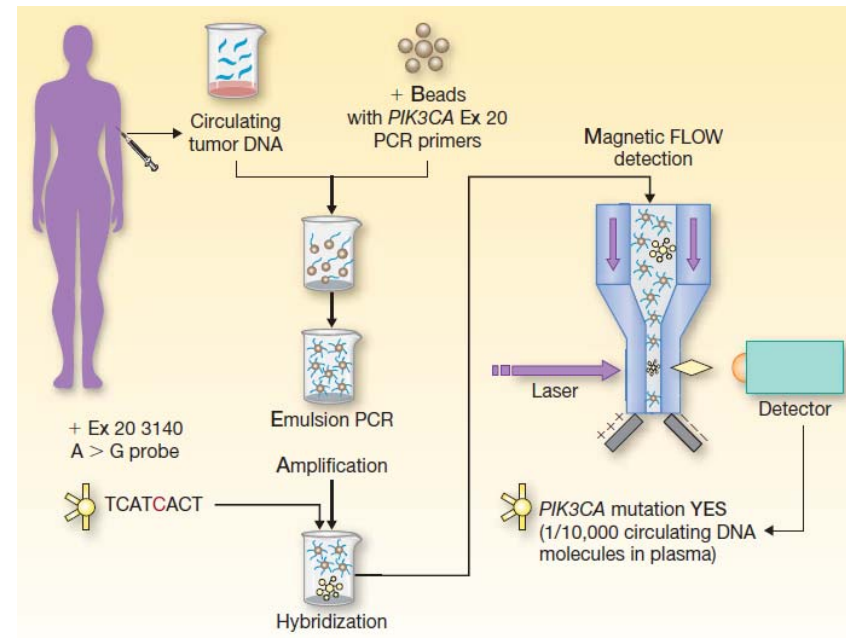 Circulating
tumor DNA
+ Beads
with PIK3CA Ex 20
PCR primers
Magnetic FLOW
detection
Emulsion PCR
Laser
Detector
+ Ex 20 3140
A > G probe
Amplification
TCATCACT
PIK3CA mutation YES
(1/10,000 circulating DNA
molecules in plasma)
Hybridization
+++
---